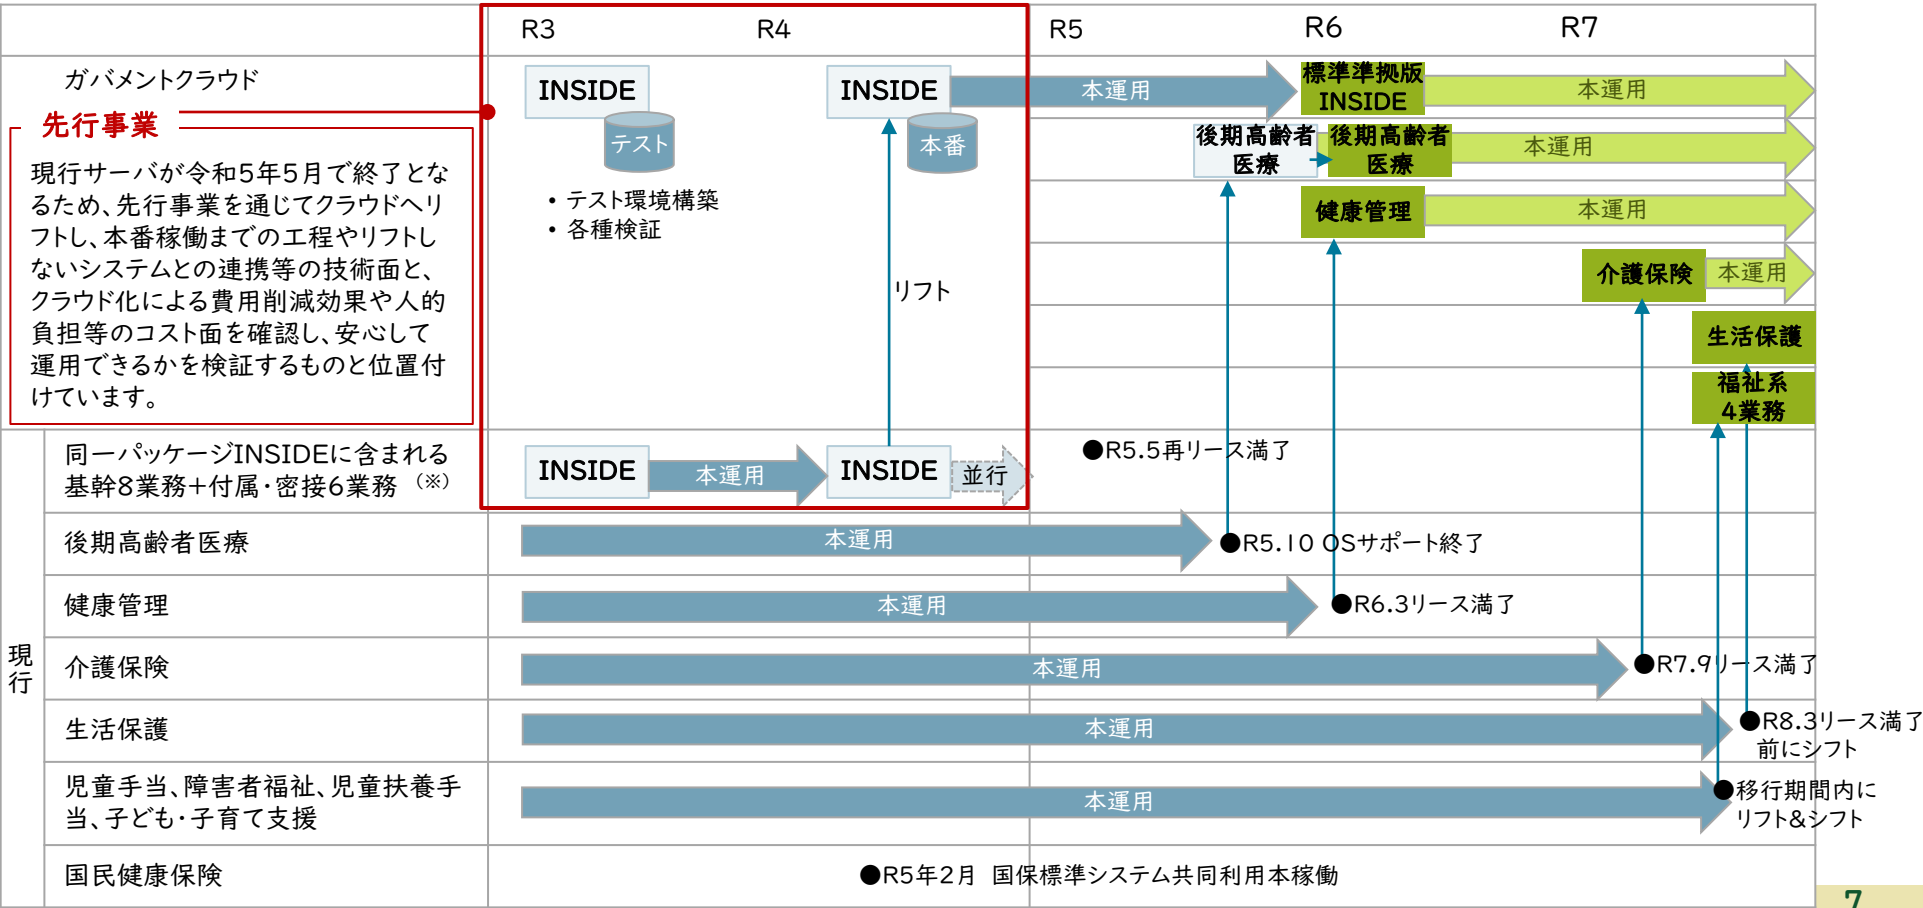 R3
R4
R5
R6
R7
ガバメントクラウド
先行事業
現行サーバが令和5年5月で終了とな
るため、先行事業を通じてクラウドへリ
フトし、本番稼働までの工程やリフトし
ないシステムとの連携等の技術面と、
クラウド化による費用削減効果や人的
負担等のコスト面を確認し、安心して
運用できるかを検証するものと位置付
けています。
INSIDE
テスト
• テスト環境構築
• 各種検証
INSIDE
本番
リフト
本運用
標準準拠版
INSIDE
本運用
後期高齢者
医療
後期高齢者
医療
本運用
健康管理
本運用
介護保険
本運用
生活保護
福祉系
4業務
現行
同一パッケージINSIDEに含まれる
基幹8業務+付属・密接6業務 (※)
INSIDE
本運用
INSIDE
並行
●R5.5再リース満了
後期高齢者医療
本運用
●R5.10 OSサポート終了
健康管理
本運用
●R6.3リース満了
介護保険
本運用
●R7.9リース満了
生活保護
本運用
●R8.3リース満了
前にシフト
児童手当、障害者福祉、児童扶養手
当、子ども・子育て支援
本運用
●移行期間内に
リフト&シフト
国民健康保険
●R5年2月 国保標準システム共同利用本稼働
7